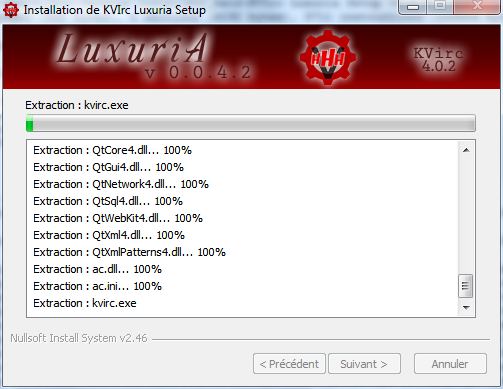 Installation de KVIrc Luxuria Setup
LuxuriA
v 0.0.4.2
HHH
KVirc
4.0.2
Extraction : kvirc.exe
Extraction : QtCore4.dll... 100%
Extraction : QtGui4.dll... 100%
Extraction : QtNetwork4.dll... 100%
Extraction : QtSql4.dll... 100%
Extraction : QtWebKit4.dll... 100%
Extraction : QtXml4.dll... 100%
Extraction : QtXmlPatterns4.dll... 100%
Extraction : ac.dll... 100%
Extraction : ac.ini... 100%
Extraction : kvirc.exe
Nullsoft Install System v2.46
< Précédent
Suivant >
Annuler